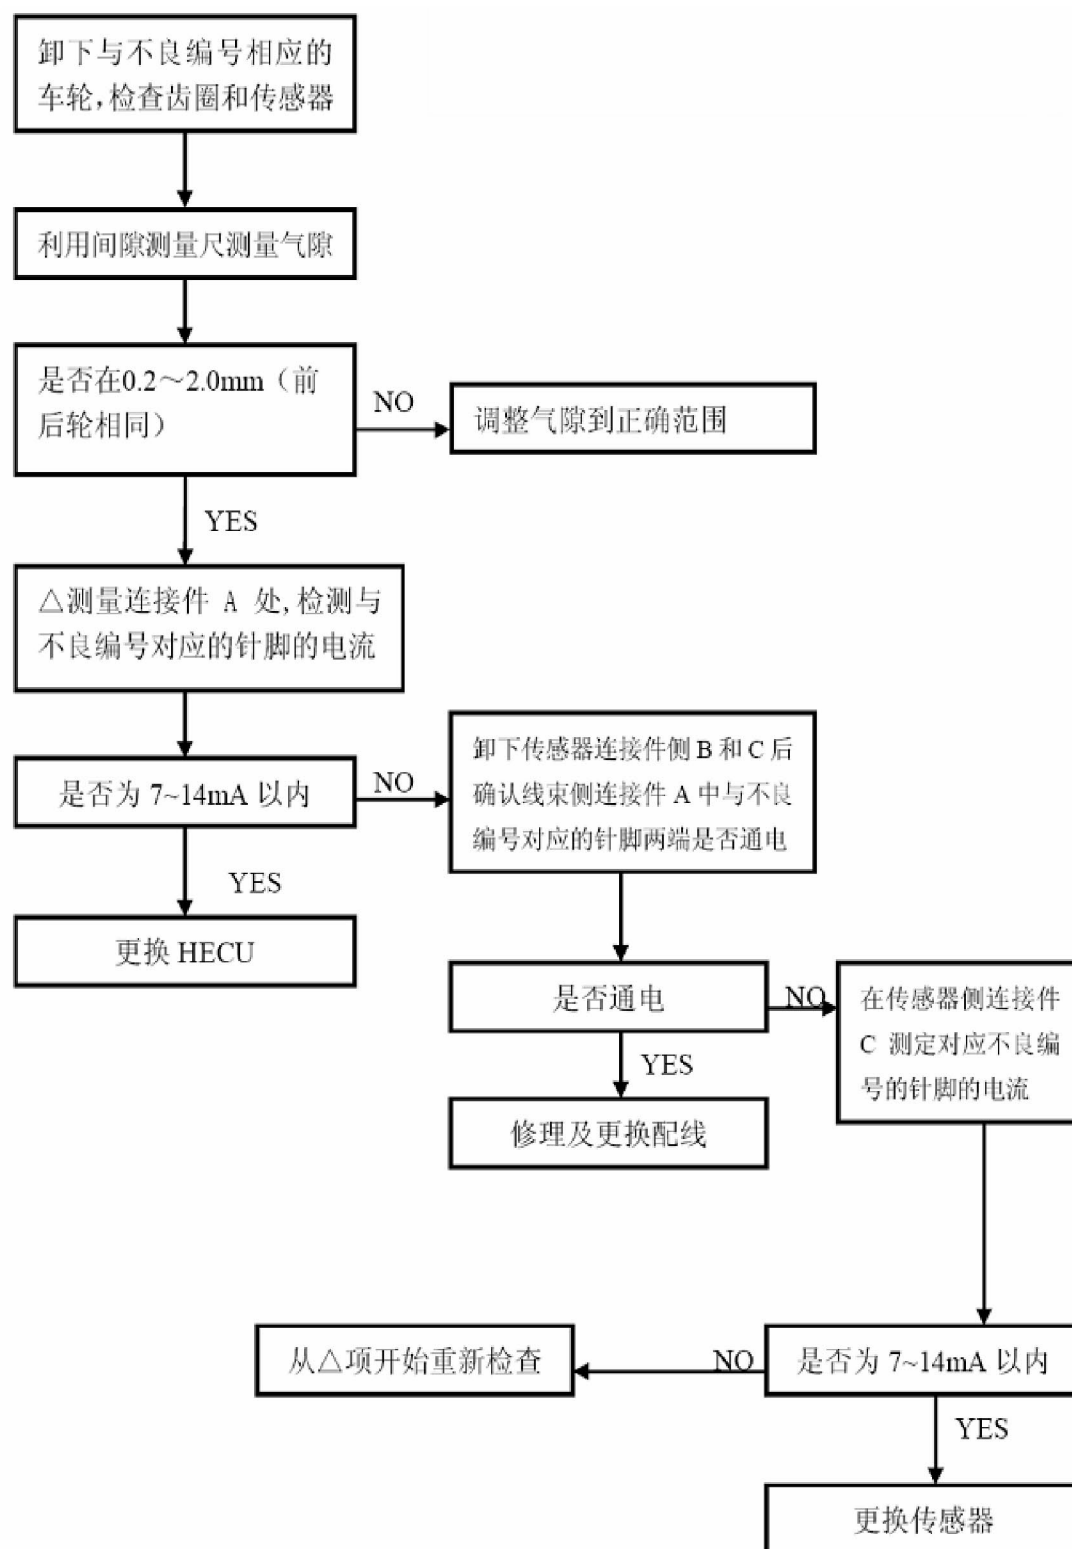 卸下与不良编号相应的
车轮,检查齿圈和传感器
利用间隙测量尺测量气隙
是否在0.2～2.0mm（前
后轮相同）
NO
调整气隙到正确范围
YES
△测量连接件 A 处,检测与
不良编号对应的针脚的电流
是否为 7~14mA 以内
NO
卸下传感器连接件侧 B 和 C 后
确认线束侧连接件 A 中与不良
编号对应的针脚两端是否通电
YES
更换 HECU
是否通电
NO
在传感器侧连接件
C 测定对应不良编
号的针脚的电流
YES
修理及更换配线
是否为 7~14mA 以内
NO
从△项开始重新检查
YES
更换传感器